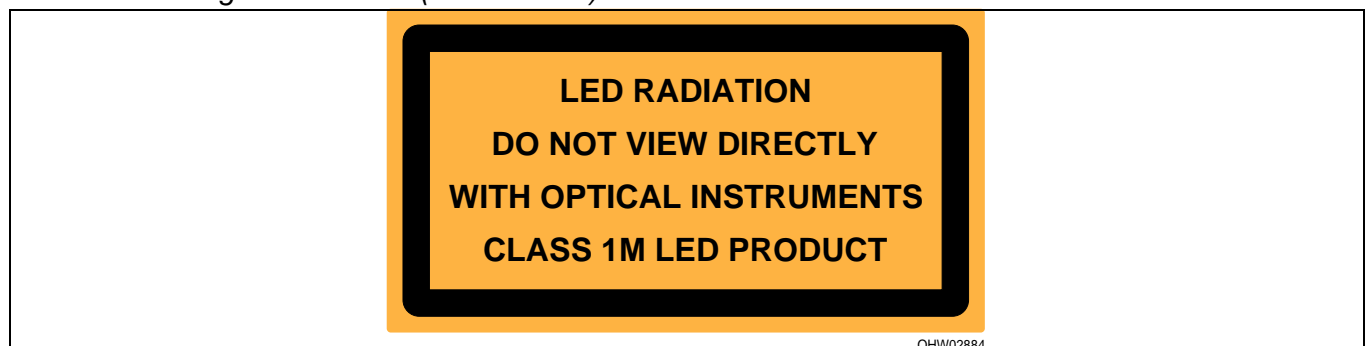 LED RADIATION
DO NOT VIEW DIRECTLY
WITH OPTICAL INSTRUMENTS
CLASS 1M LED PRODUCT
OHW02884